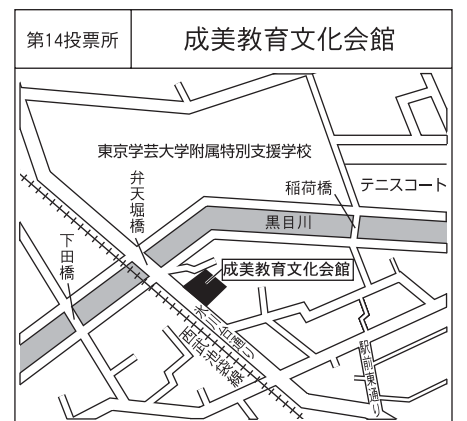 第14投票所
成美教育文化会館
東京学芸大学附属特別支援学校
弁天堀橋
稲荷橋
テニスコート
黒目川
下田橋
成美教育文化会館
氷川台通り
西武池袋線
駅前東通り